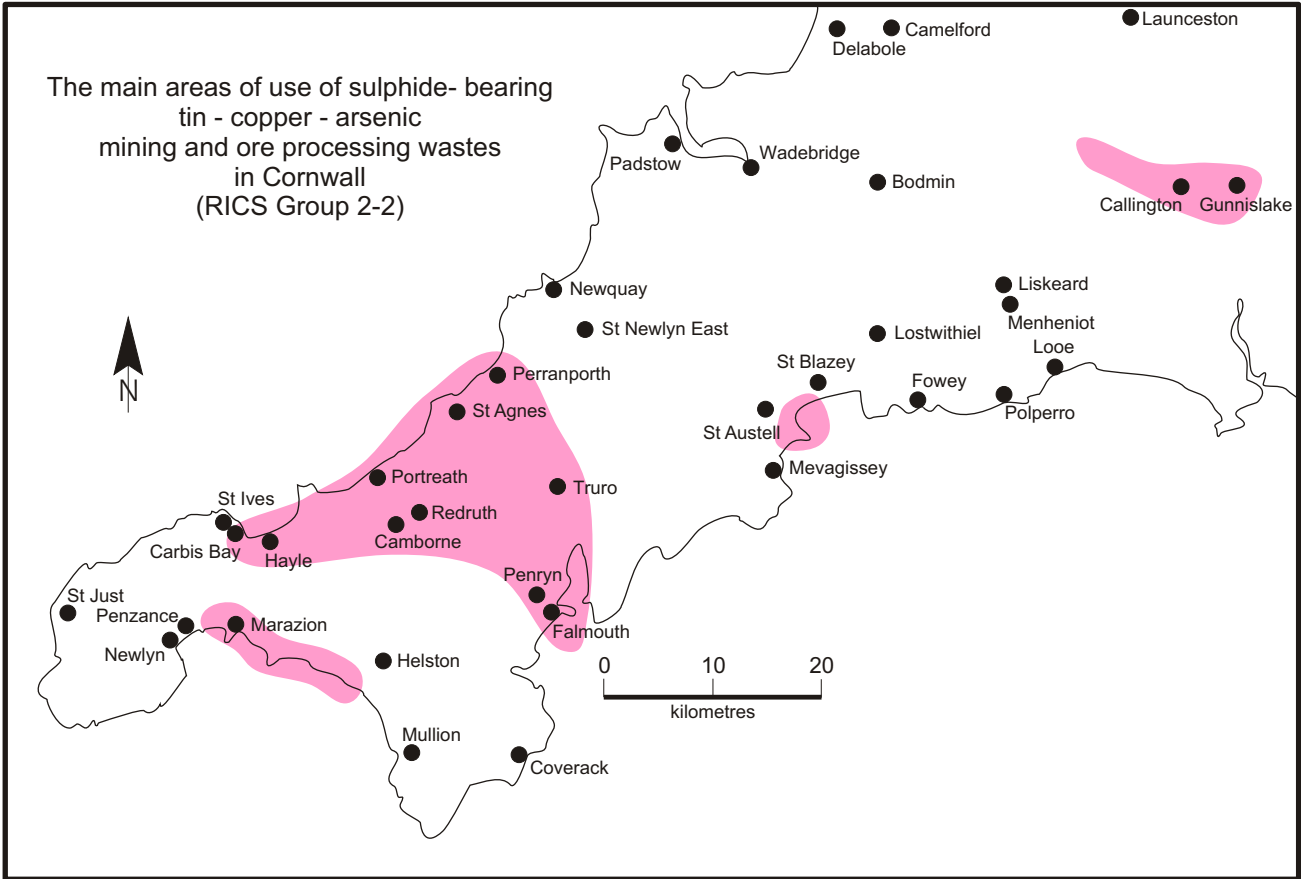 The main areas of use of sulphide- bearing
tin - copper - arsenic
mining and ore processing wastes
in Cornwall
(RICS Group 2-2)
Launceston
Camelford
Delabole
Padstow
Wadebridge
Bodmin
Callington
Gunnislake
Newquay
Liskeard
Menheniot
St Newlyn East
Lostwithiel
Looe
N
St Blazey
Perranporth
Fowey
Polperro
St Agnes
St Austell
Mevagissey
Portreath
Truro
St Ives
Redruth
Camborne
Carbis Bay
Hayle
Penryn
St Just
Penzance
Marazion
Falmouth
Newlyn
Helston
0 10 20
kilometres
Mullion
Coverack